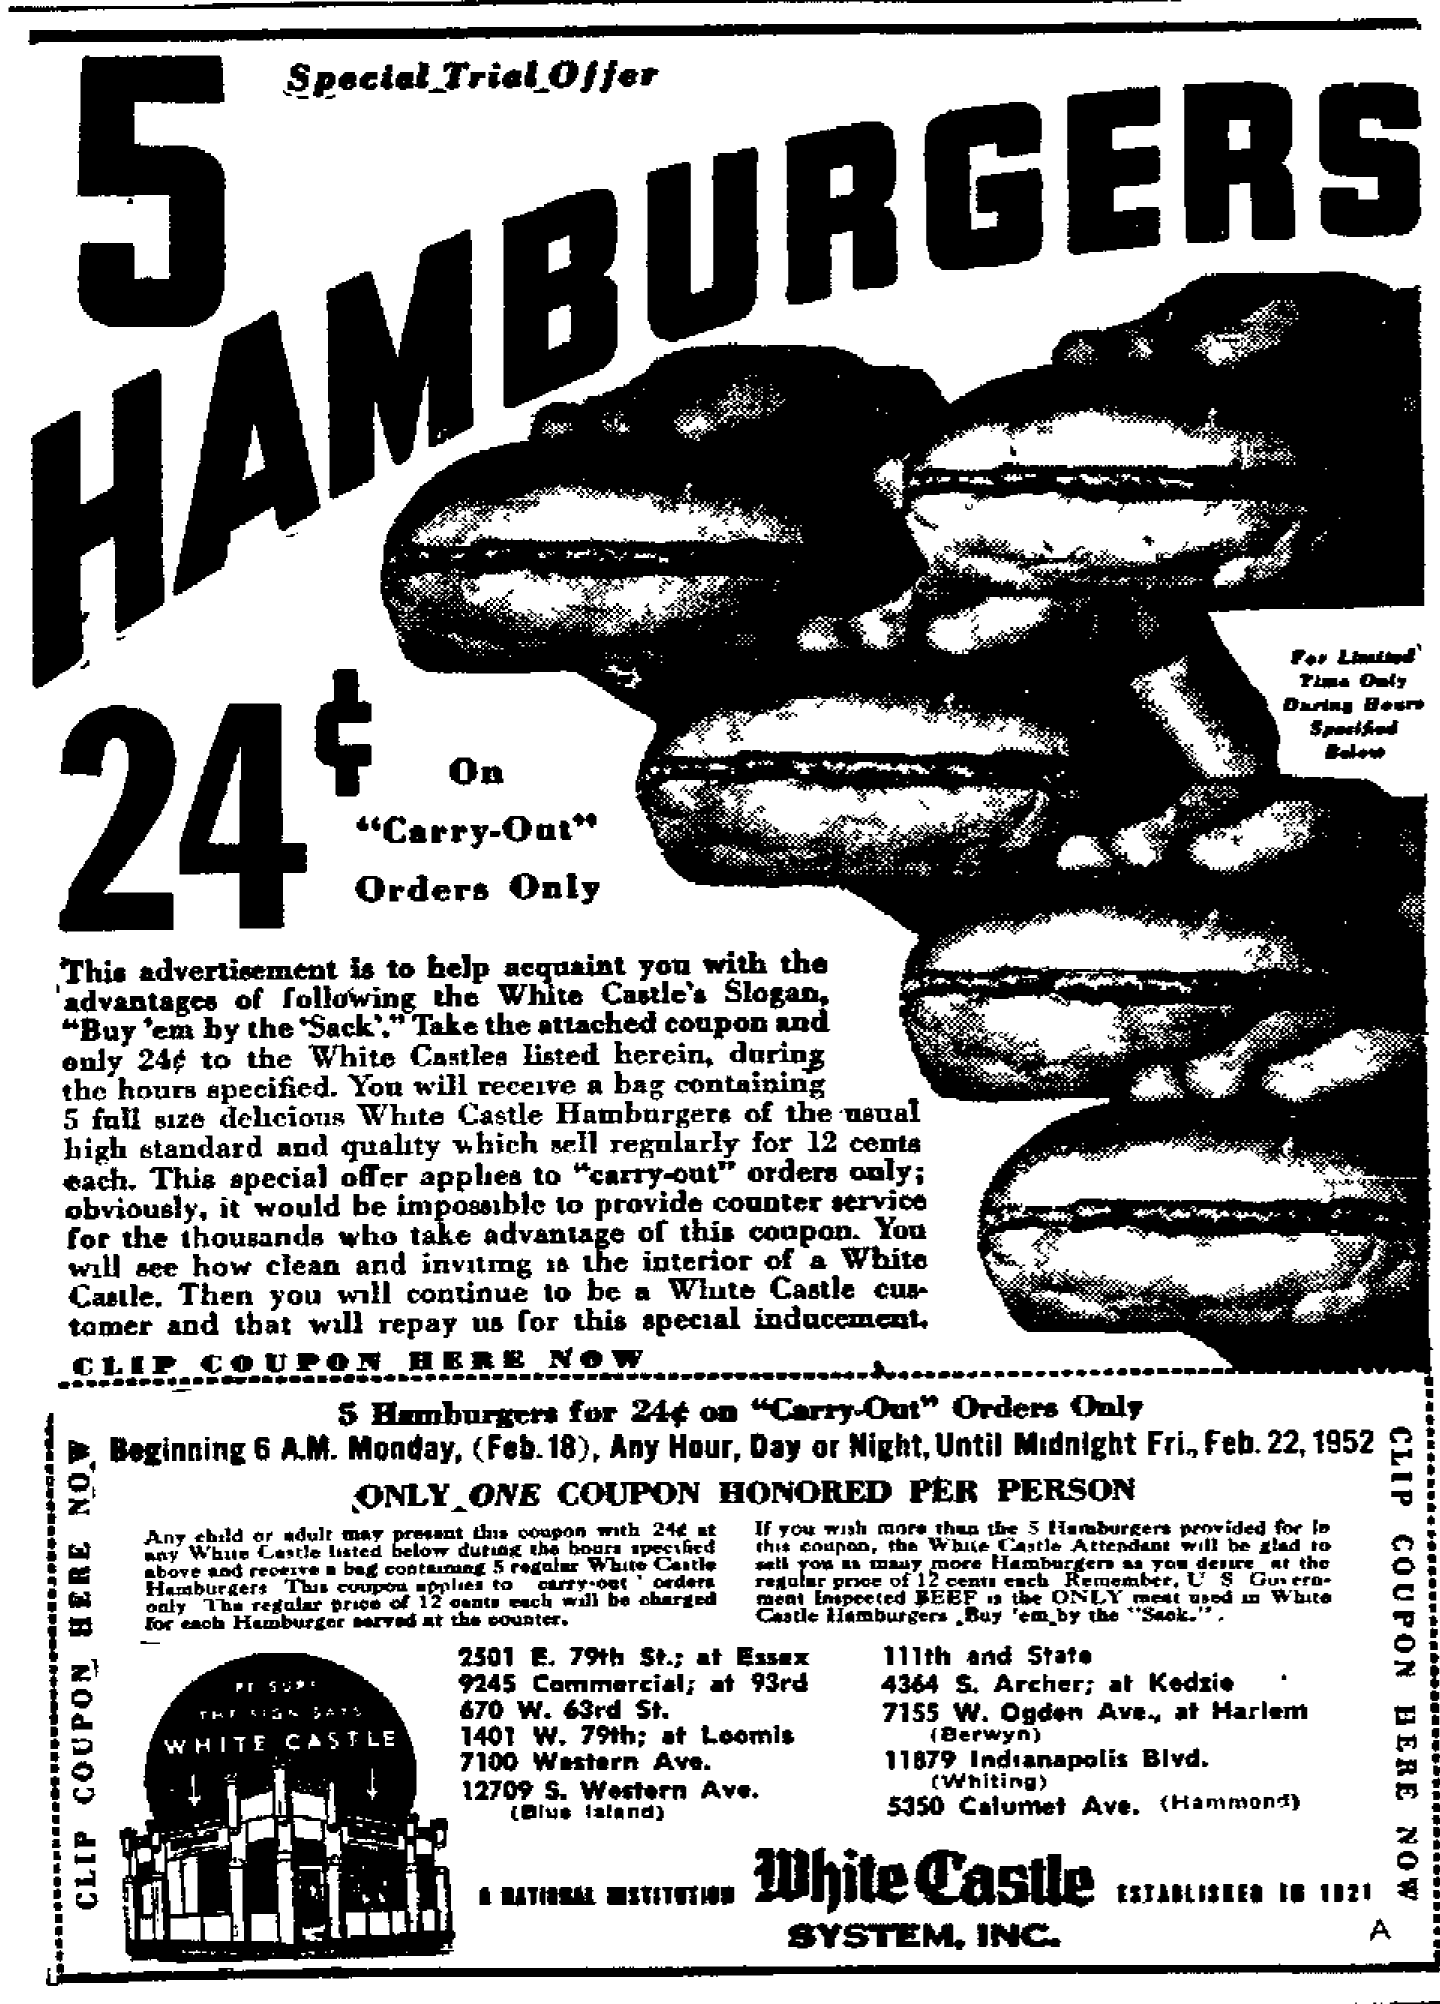 5
Special Trial Offer
HAMBURGERS
24¢
On
“Carry-Out”
Orders Only
For Limited
Time Only
During Hours
Specified
Below
This advertisement is to help acquaint you with the
advantages of following the White Castle's Slogan,
“Buy 'em by the 'Sack'.” Take the attached coupon and
only 24¢ to the White Castles listed herein, during
the hours specified. You will receive a bag containing
5 full size delicious White Castle Hamburgers of the usual
high standard and quality which sell regularly for 12 cents
each. This special offer applies to “carry-out” orders only;
obviously, it would be impossible to provide counter service
for the thousands who take advantage of this coupon. You
will see how clean and inviting is the interior of a White
Castle. Then you will continue to be a White Castle cus-
tomer and that will repay us for this special inducement.
CLIP COUPON HERE NOW
5 Hamburgers for 24¢ on “Carry-Out” Orders Only
Beginning 6 A.M. Monday, (Feb. 18), Any Hour, Day or Night, Until Midnight Fri., Feb. 22, 1952
ONLY ONE COUPON HONORED PER PERSON
CLIP COUPON HERE NOW
Any child or adult may present this coupon with 24¢ at
any White Castle listed below during the hours specified
above and receive a bag containing 5 regular White Castle
Hamburgers This coupon applies to carry-out' orders
only The regular price of 12 cents each will be charged
for each Hamburger served at the counter.
If you wish more than the 5 Hamburgers provided for in
this coupon, the White Castle Attendant will be glad to
sell you as many more Hamburgers as you desire at the
regular price of 12 cents each Remember, U S Govern-
ment Inspected BEEF is the ONLY meat used in White
Castle Hamburgers Buy 'em by the “Sack.”
CLIP COUPON HERE NOW
BE SURE
THE SIGN SAYS
WHITE CASTLE
2501 E. 79th St.; at Essex
9245 Commercial; at 93rd
670 W. 63rd St.
1401 W. 79th; at Loomis
7100 Western Ave.
12709 S. Western Ave.
(Blue Island)
111th and State
4364 S. Archer; at Kedzie
7155 W. Ogden Ave., at Harlem
(Berwyn)
11879 Indianapolis Blvd.
(Whiting)
5350 Calumet Ave. (Hammond)
A NATIONAL INSTITUTION White Castle ESTABLISHED IN 1921
SYSTEM, INC.
A